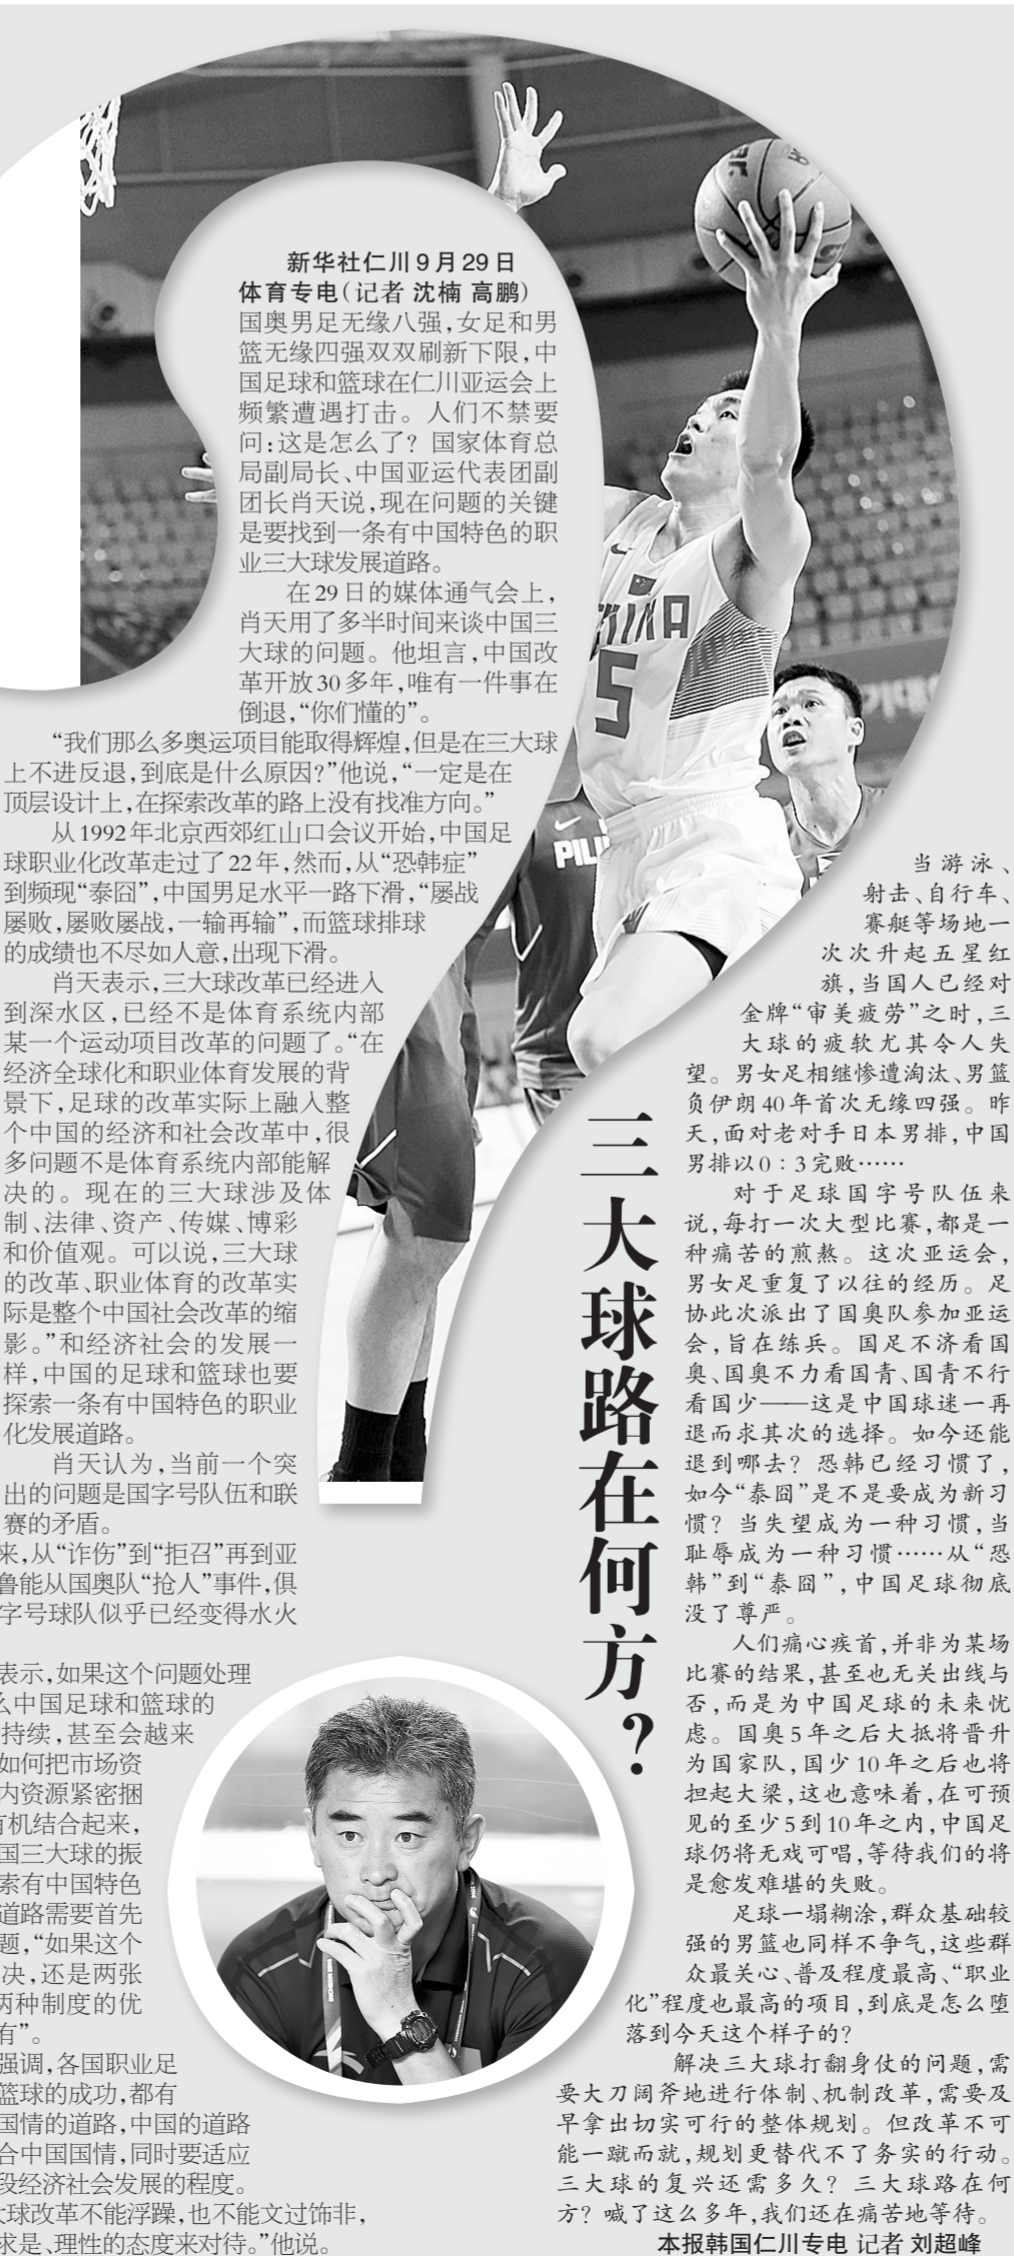 新华社仁川9月29日
体育专电(记者 沈楠 高鹏)
国奥男足无缘八强,女足和男
篮无缘四强双双刷新下限,中
国足球和篮球在仁川亚运会上
频繁遭遇打击。人们不禁要
问:这是怎么了?国家体育总
局副局长、中国亚运代表团副
团长肖天说,现在问题的关键
是要找到一条有中国特色的职
业三大球发展道路。
在29日的媒体通气会上,
肖天用了多半时间来谈中国三
大球的问题。他坦言,中国改
革开放30多年,唯有一件事在
倒退,“你们懂的”。
“我们那么多奥运项目能取得辉煌,但是在三大球
上不进反退,到底是什么原因?”他说,“一定是在
顶层设计上,在探索改革的路上没有找准方向。”
从1992年北京西郊红山口会议开始,中国足
球职业化改革走过了22年,然而,从“恐韩症”
到频现“泰囧”,中国男足水平一路下滑,“屡战
屡败,屡败屡战,一输再输”,而篮球排球
的成绩也不尽如人意,出现下滑。
肖天表示,三大球改革已经进入
到深水区,已经不是体育系统内部
某一个运动项目改革的问题了。“在
经济全球化和职业体育发展的背
景下,足球的改革实际上融入整
个中国的经济和社会改革中,很
多问题不是体育系统内部能解
决的。现在的三大球涉及体
制、法律、资产、传媒、博彩
和价值观。可以说,三大球
的改革、职业体育的改革实
际是整个中国社会改革的缩
影。”和经济社会的发展一
样,中国的足球和篮球也要
探索一条有中国特色的职业
化发展道路。
肖天认为,当前一个突
出的问题是国字号队伍和联
赛的矛盾。
来,从“诈伤”到“拒召”再到亚
鲁能从国奥队“抢人”事件,俱
字号球队似乎已经变得水火
表示,如果这个问题处理
么中国足球和篮球的
持续,甚至会越来
如何把市场资
内资源紧密捆
有机结合起来,
国三大球的振
索有中国特色
道路需要首先
题,“如果这个
决,还是两张
两种制度的优
有”。
强调,各国职业足
篮球的成功,都有
国情的道路,中国的道路
合中国国情,同时要适应
段经济社会发展的程度。
大球改革不能浮躁,也不能文过饰非,
求是、理性的态度来对待。”他说。
CHINA
5
PILI
三大球路在何方?
当游泳、
射击、自行车、
赛艇等场地一
次次升起五星红
旗,当国人已经对
金牌“审美疲劳”之时,三
大球的疲软尤其令人失
望。男女足相继惨遭淘汰、男篮
负伊朗40年首次无缘四强。昨
天,面对老对手日本男排,中国
男排以0:3完败……
对于足球国字号队伍来
说,每打一次大型比赛,都是一
种痛苦的煎熬。这次亚运会,
男女足重复了以往的经历。足
协此次派出了国奥队参加亚运
会,旨在练兵。国足不济看国
奥、国奥不力看国青、国青不行
看国少——这是中国球迷一再
退而求其次的选择。如今还能
退到哪去?恐韩已经习惯了,
如今“泰囧”是不是要成为新习
惯?当失望成为一种习惯,当
耻辱成为一种习惯……从“恐
韩”到“泰囧”,中国足球彻底
没了尊严。
人们痛心疾首,并非为某场
比赛的结果,甚至也无关出线与
否,而是为中国足球的未来忧
虑。国奥5年之后大抵将晋升
为国家队,国少10年之后也将
担起大梁,这也意味着,在可预
见的至少5到10年之内,中国足
球仍将无戏可唱,等待我们的将
是愈发难堪的失败。
足球一塌糊涂,群众基础较
强的男篮也同样不争气,这些群
众最关心、普及程度最高、“职业
化”程度也最高的项目,到底是怎么堕
落到今天这个样子的?
解决三大球打翻身仗的问题,需
要大刀阔斧地进行体制、机制改革,需要及
早拿出切实可行的整体规划。但改革不可
能一蹴而就,规划更替代不了务实的行动。
三大球的复兴还需多久?三大球路在何
方?喊了这么多年,我们还在痛苦地等待。
本报韩国仁川专电 记者 刘超峰